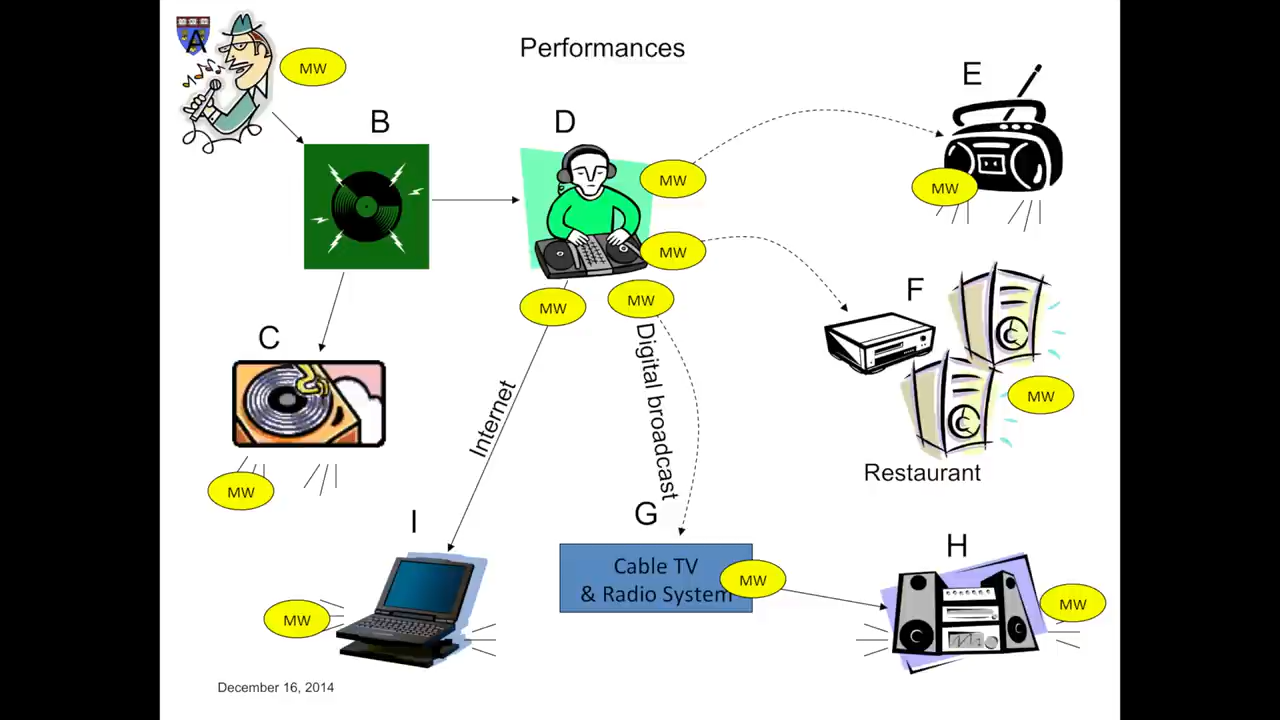 Performances
A
MW
B
D
E
MW
MW
MW
F
MW
MW
MW
C
Internet
Digital broadcast
Restaurant
MW
I
G
H
Cable TV
& Radio System
MW
MW
MW
December 16, 2014